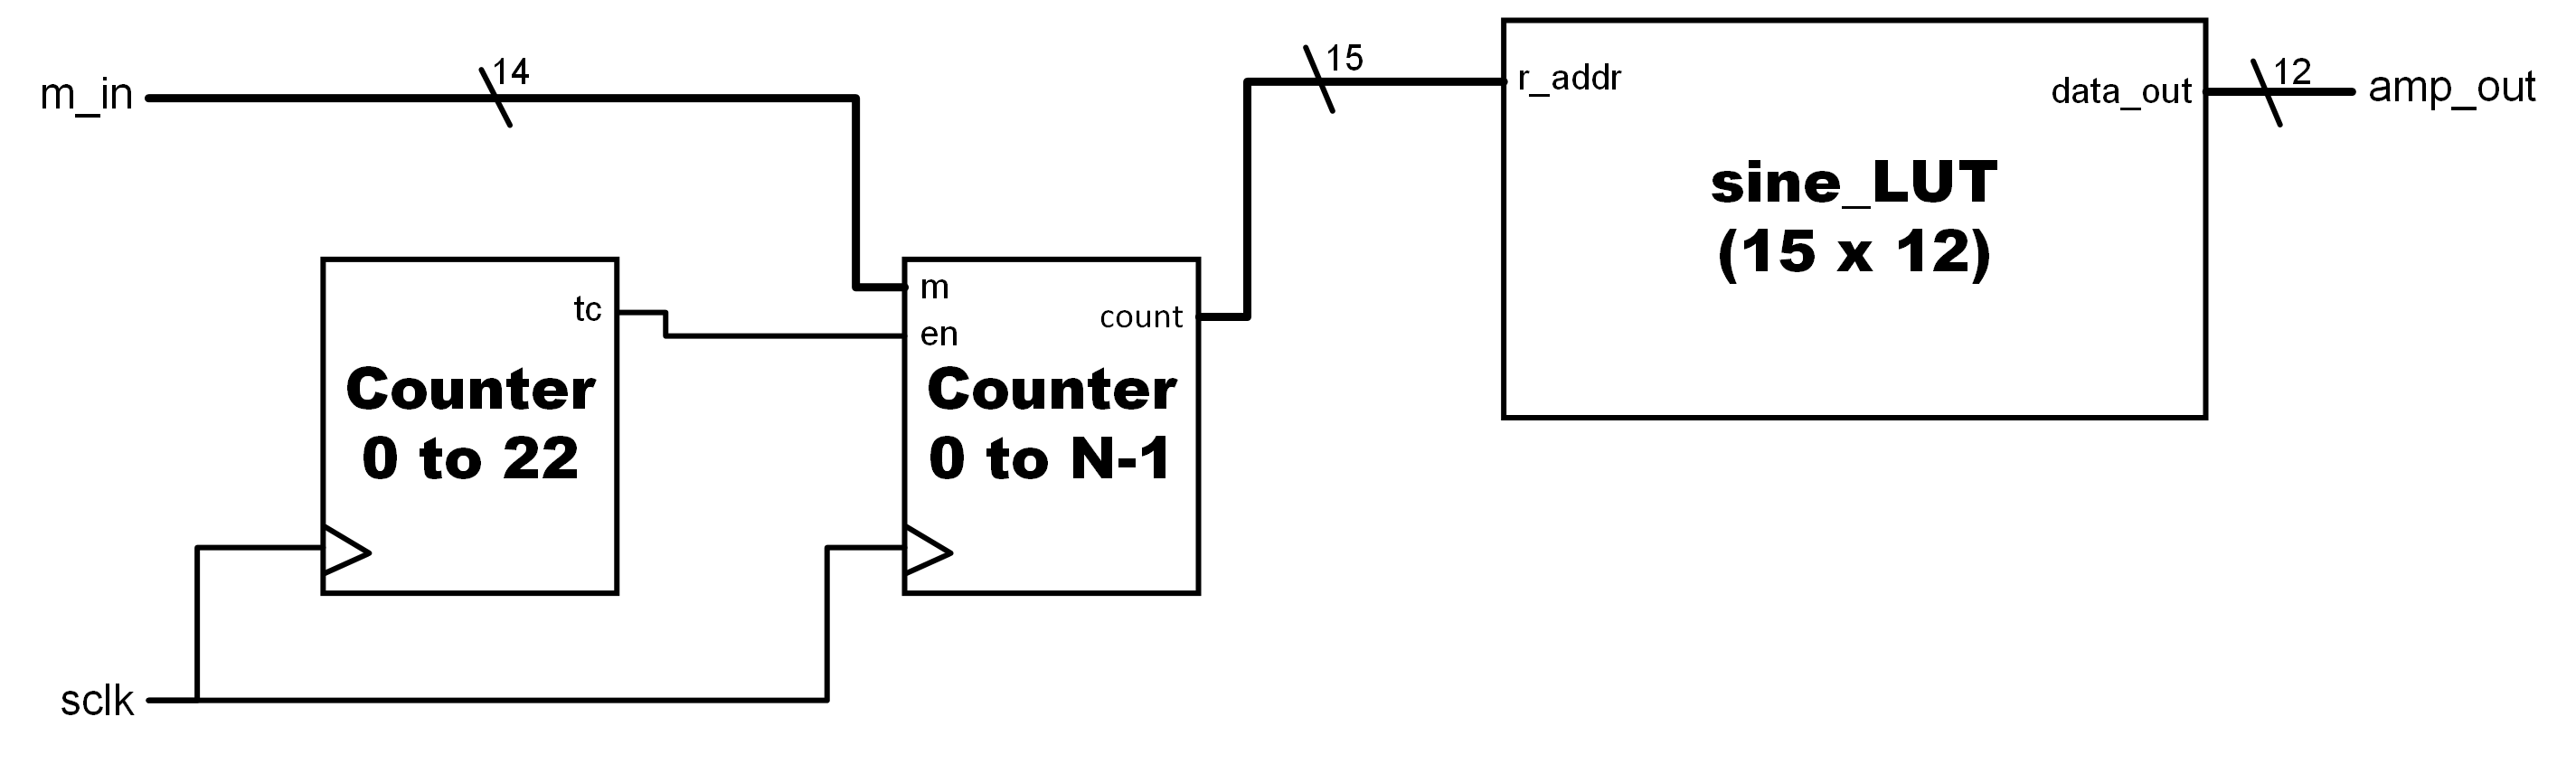 m_in
14
15
r_addr
data_out
12
amp_out
sine_LUT
(15 x 12)
tc
Counter
0 to 22
m
en
count
Counter
0 to N-1
sclk